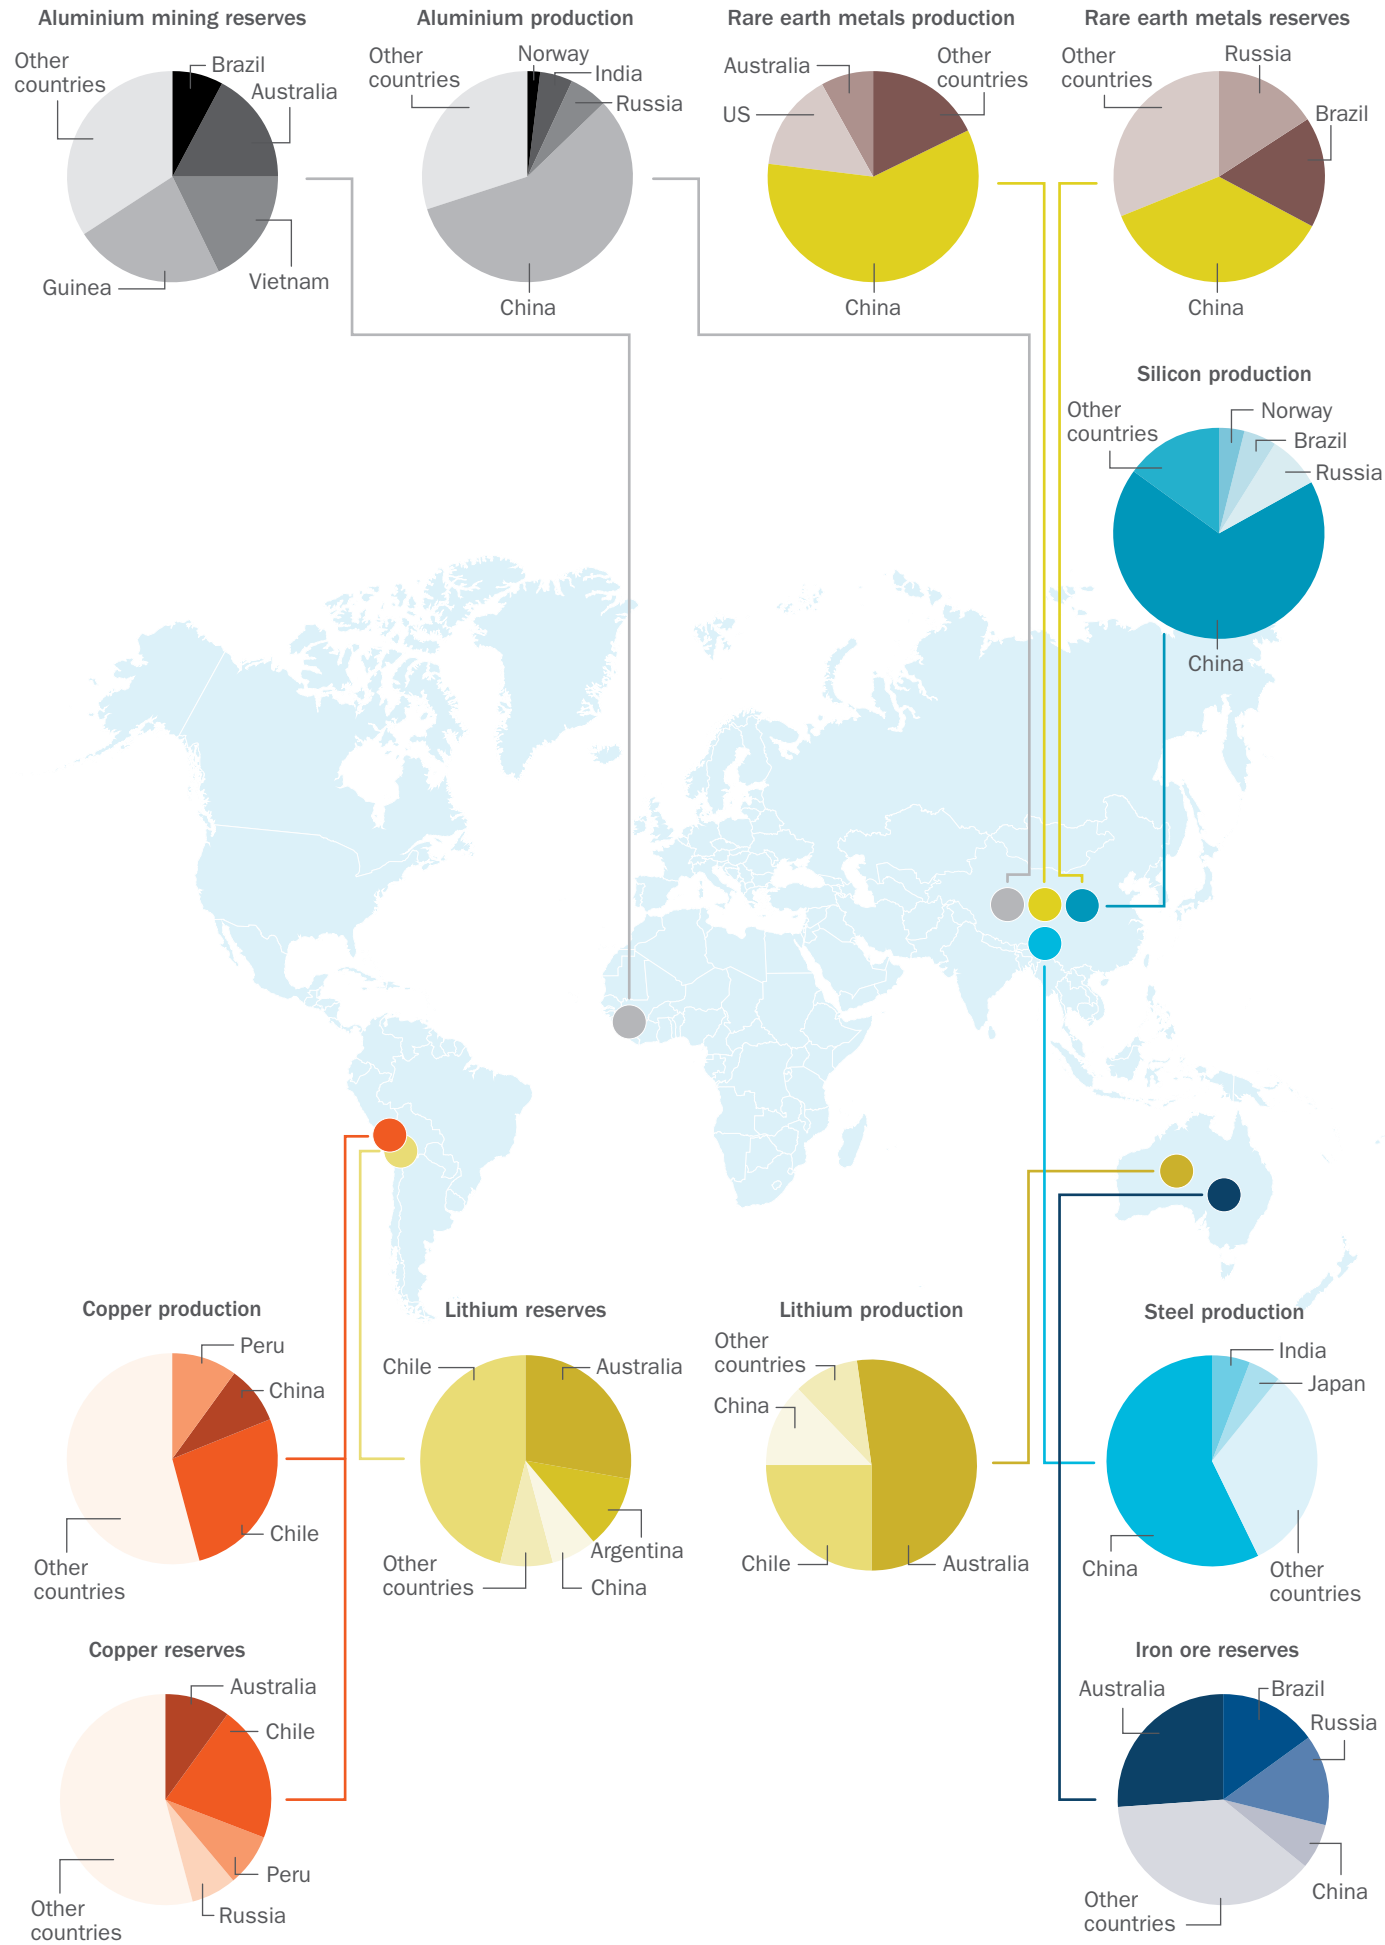 Aluminium mining reserves
Other
countries
Brazil
Australia
Vietnam
Guinea
Aluminium production
Other
countries
Norway
India
Russia
China
Rare earth metals production
Australia
US
Other
countries
China
Rare earth metals reserves
Other
countries
Russia
Brazil
China
Silicon production
Other
countries
Norway
Brazil
Russia
China
Copper production
Peru
China
Chile
Other
countries
Lithium reserves
Chile
Australia
Argentina
China
Other
countries
Lithium production
Other
countries
China
Chile
Australia
Steel production
India
Japan
China
Other
countries
Copper reserves
Australia
Chile
Peru
Russia
Other
countries
Iron ore reserves
Australia
Brazil
Russia
China
Other
countries